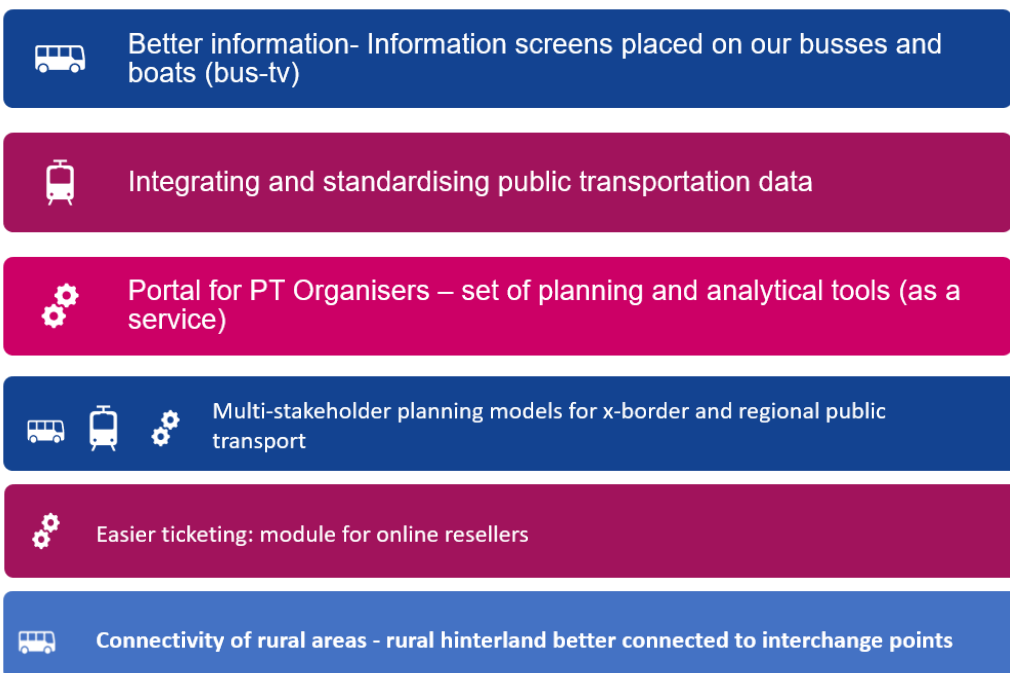 Better information- Information screens placed on our busses and
boats (bus-tv)
Integrating and standardising public transportation data
Portal for PT Organisers – set of planning and analytical tools (as a
service)
Multi-stakeholder planning models for x-border and regional public
transport
Easier ticketing: module for online resellers
Connectivity of rural areas - rural hinterland better connected to interchange points